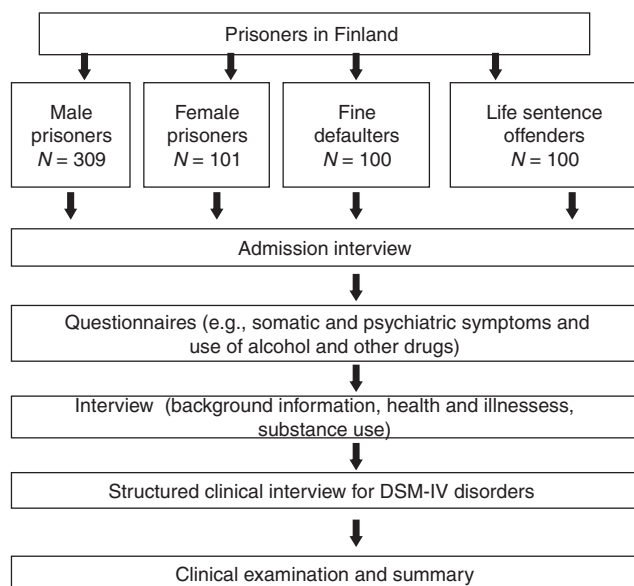 Prisoners in Finland
Male
prisoners
N = 309
Female
prisoners
N = 101
Fine
defaulters
N = 100
Life sentence
offenders
N = 100
Admission interview
Questionnaires (e.g., somatic and psychiatric symptoms and
use of alcohol and other drugs)
Interview (background information, health and illnessess,
substance use)
Structured clinical interview for DSM-IV disorders
Clinical examination and summary